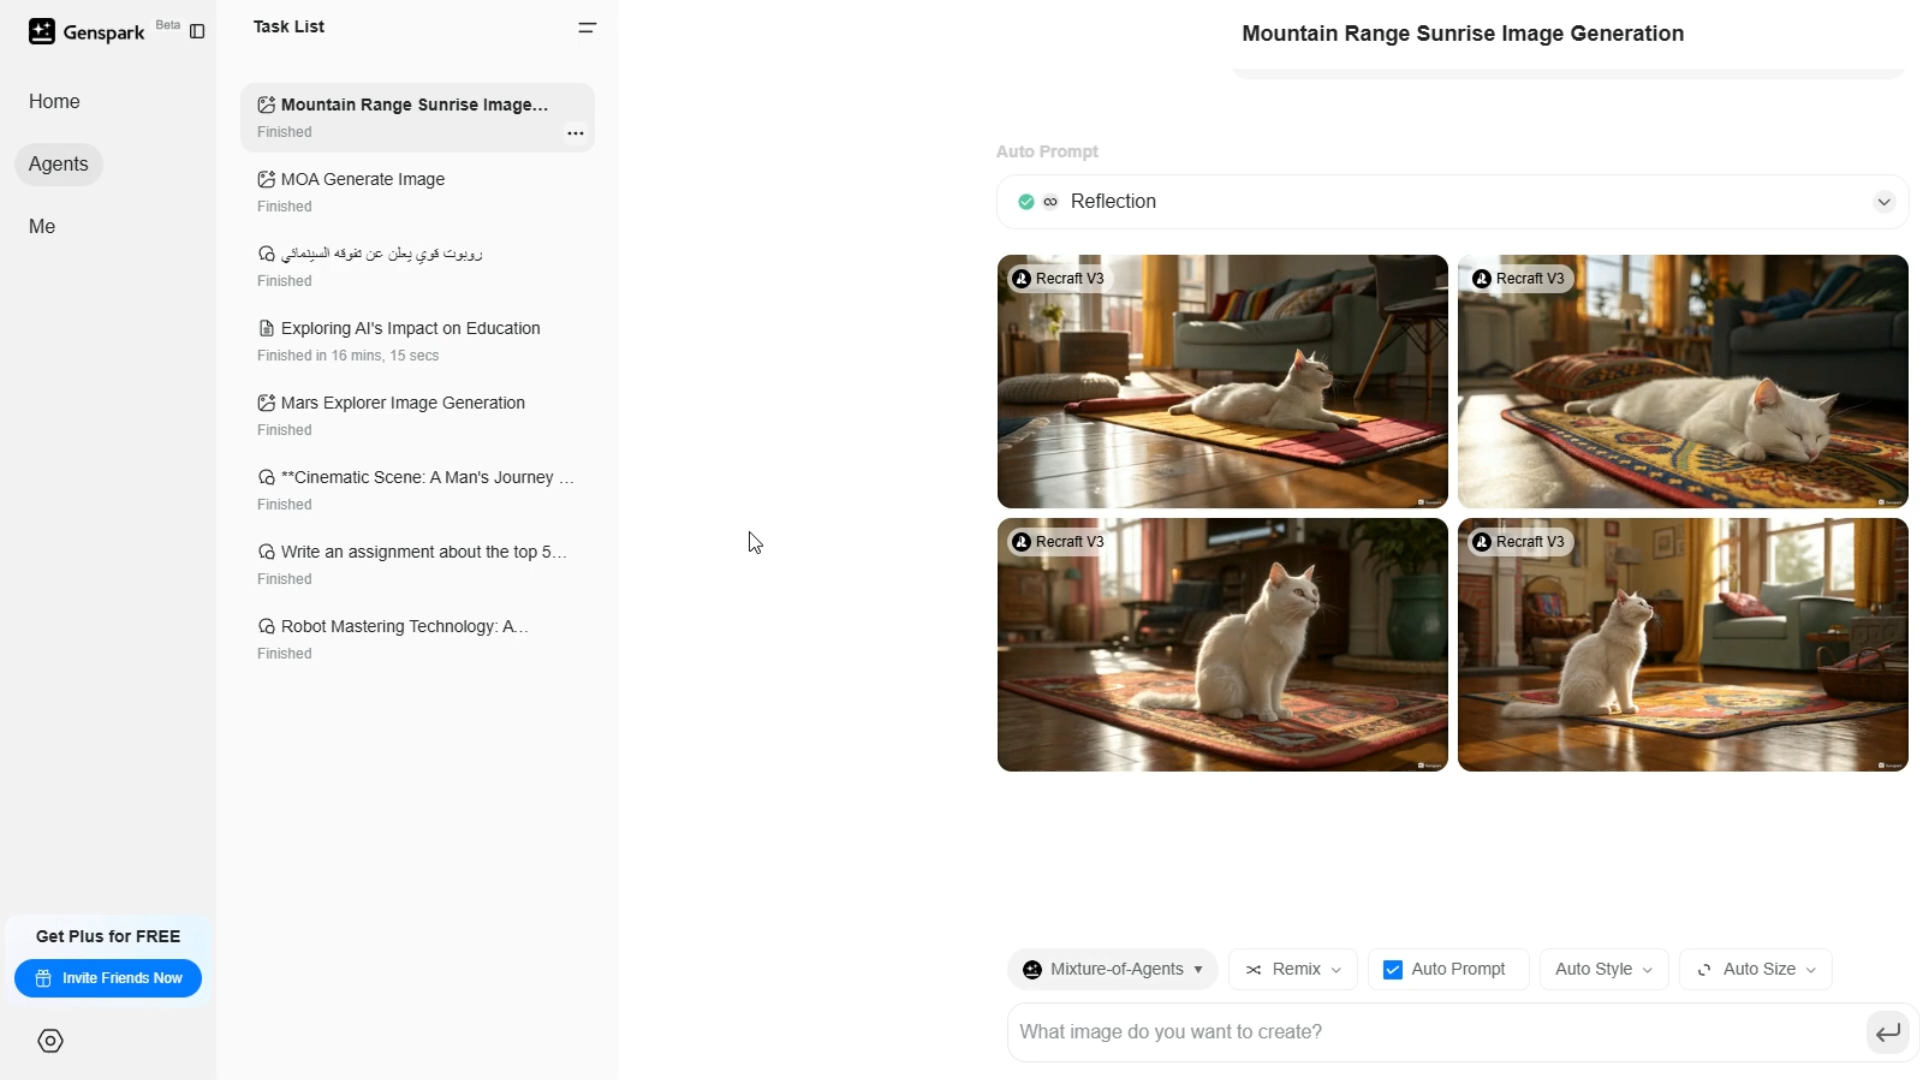 Genspark Beta
Home
Agents
Me
Get Plus for FREE
Invite Friends Now
Task List
Mountain Range Sunrise Image...
Finished
MOA Generate Image
Finished
روبوت قوي يعلن عن تفوقه السينمائي
Finished
Exploring AI's Impact on Education
Finished in 16 mins, 15 secs
Mars Explorer Image Generation
Finished
**Cinematic Scene: A Man's Journey ...
Finished
Write an assignment about the top 5...
Finished
Robot Mastering Technology: A...
Finished
Mountain Range Sunrise Image Generation
Auto Prompt
Reflection
Recraft V3
Recraft V3
Recraft V3
Recraft V3
Mixture-of-Agents
Remix
Auto Prompt
Auto Style
Auto Size
What image do you want to create?